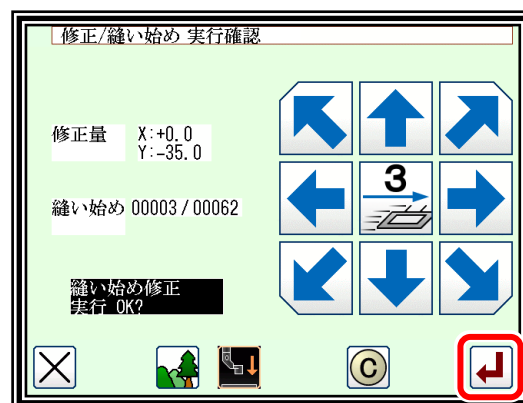 修正/縫い始め 実行確認
修正量 X:+0.0
Y:-35.0
3
縫い始め 00003/00062
縫い始め修正
実行 OK?
C